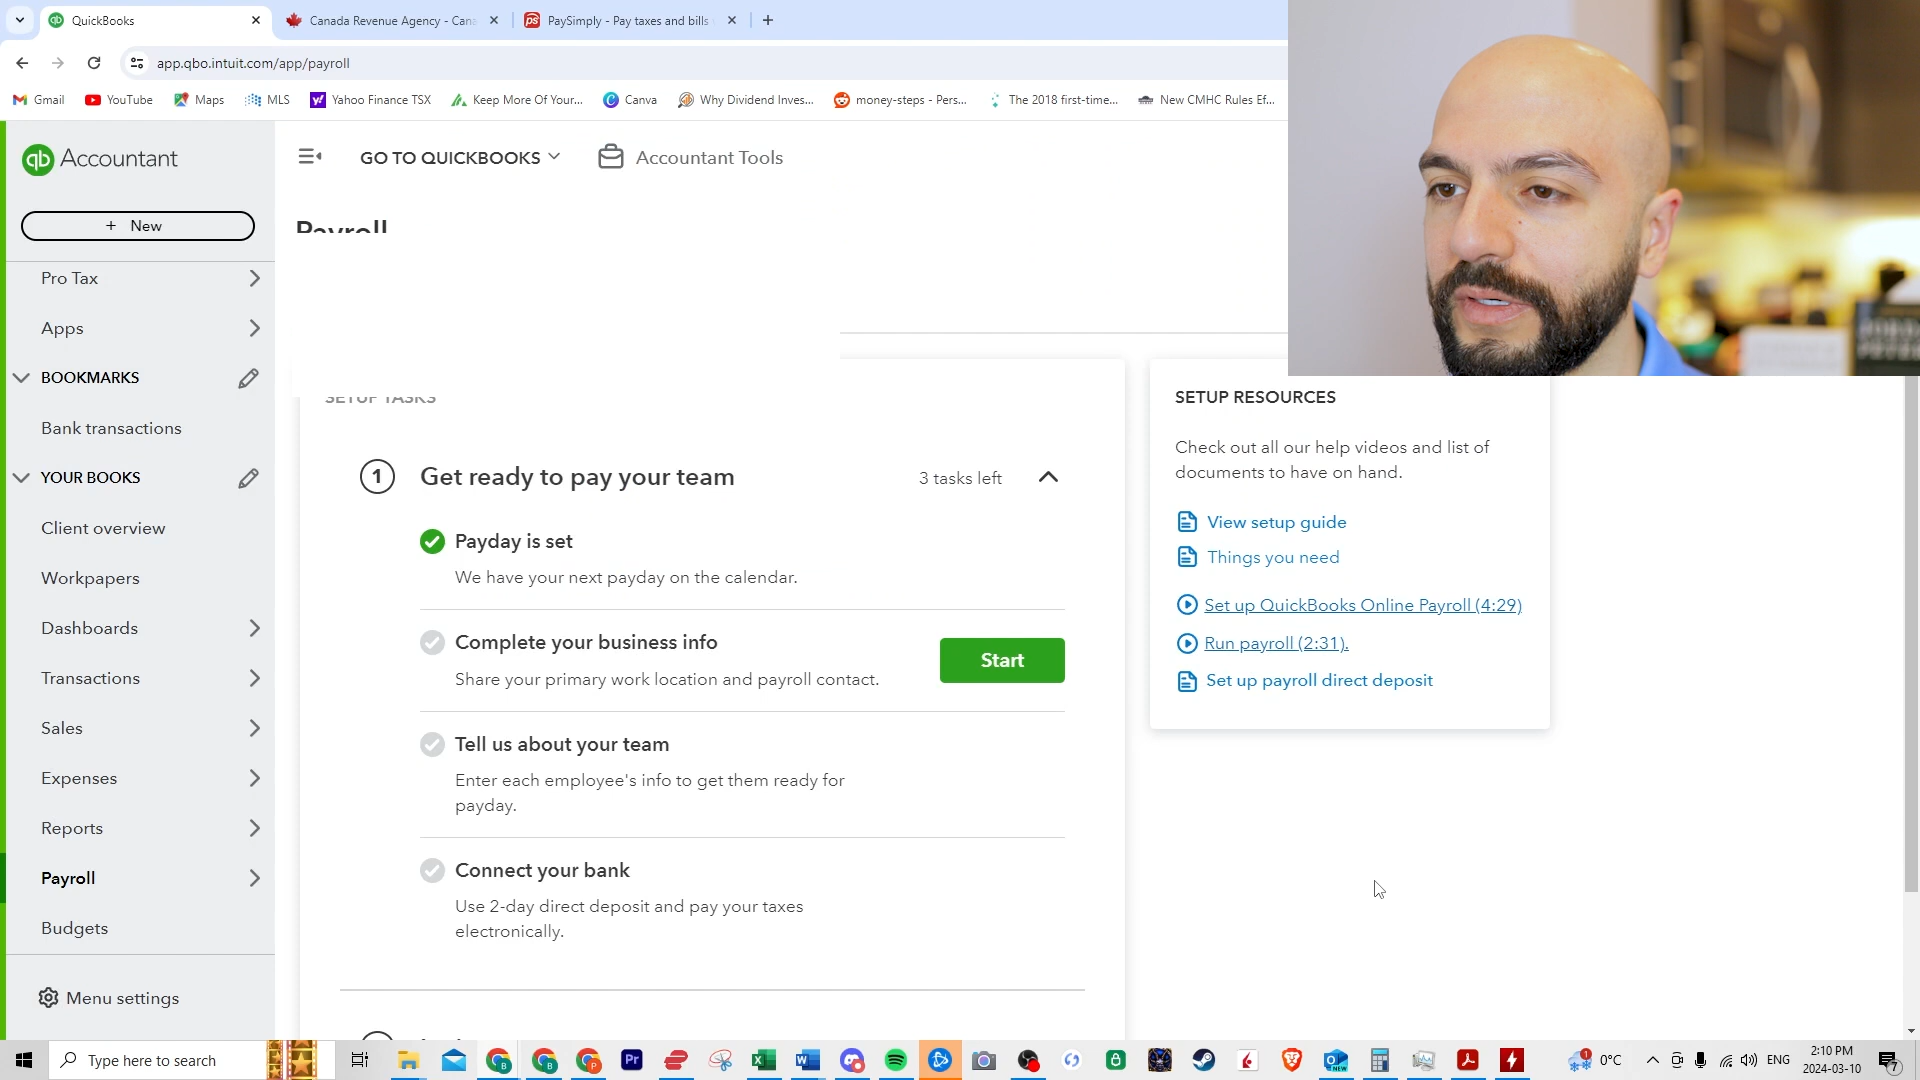 QuickBooks
Canada Revenue Agency - Cana
PaySimply - Pay taxes and bills
app.qbo.intuit.com/app/payroll
Gmail
YouTube
Maps
MLS
Yahoo Finance TSX
Keep More Of Your...
Canva
Why Dividend Inves...
money-steps - Pers...
The 2018 first-time...
New CMHC Rules Ef...
qb Accountant
GO TO QUICKBOOKS
Accountant Tools
+ New
Payroll
Pro Tax
Apps
BOOKMARKS
Bank transactions
YOUR BOOKS
Client overview
Workpapers
Dashboards
Transactions
Sales
Expenses
Reports
Payroll
Budgets
Menu settings
SETUP TASKS
1 Get ready to pay your team
3 tasks left
Payday is set
We have your next payday on the calendar.
Complete your business info
Share your primary work location and payroll contact.
Start
Tell us about your team
Enter each employee's info to get them ready for
payday.
Connect your bank
Use 2-day direct deposit and pay your taxes
electronically.
SETUP RESOURCES
Check out all our help videos and list of
documents to have on hand.
View setup guide
Things you need
Set up QuickBooks Online Payroll (4:29)
Run payroll (2:31).
Set up payroll direct deposit
Type here to search
0°C
ENG
2:10 PM
2024-03-10